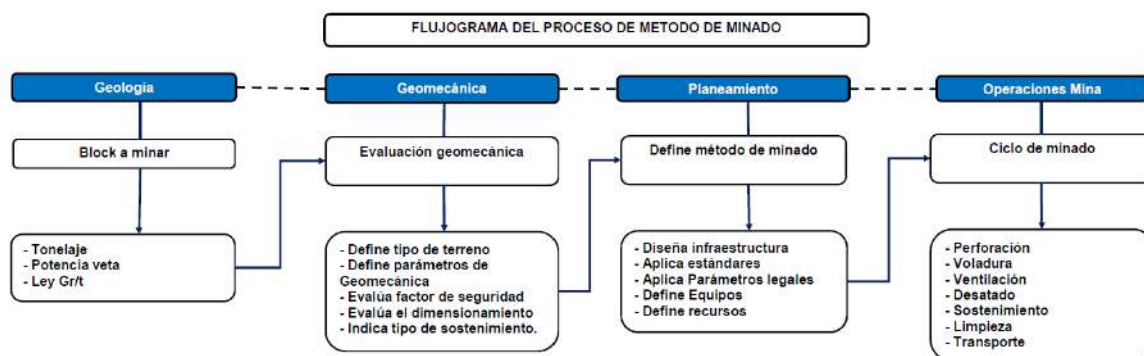 FLUJOGRAMA DEL PROCESO DE METODO DE MINADO
Geología
Block a minar
- Tonelaje
- Potencia veta
- Ley Gr/t
Geomecánica
Evaluación geomecánica
- Define tipo de terreno
- Define parámetros de
Geomecánica
- Evalúa factor de seguridad
- Evalúa el dimensionamiento
- Indica tipo de sostenimiento.
Planeamiento
Define método de minado
- Diseña infraestructura
- Aplica estándares
- Aplica Parámetros legales
- Define Equipos
- Define recursos
Operaciones Mina
Ciclo de minado
- Perforación
- Voladura
- Ventilación
- Desatado
- Sostenimiento
- Limpieza
- Transporte